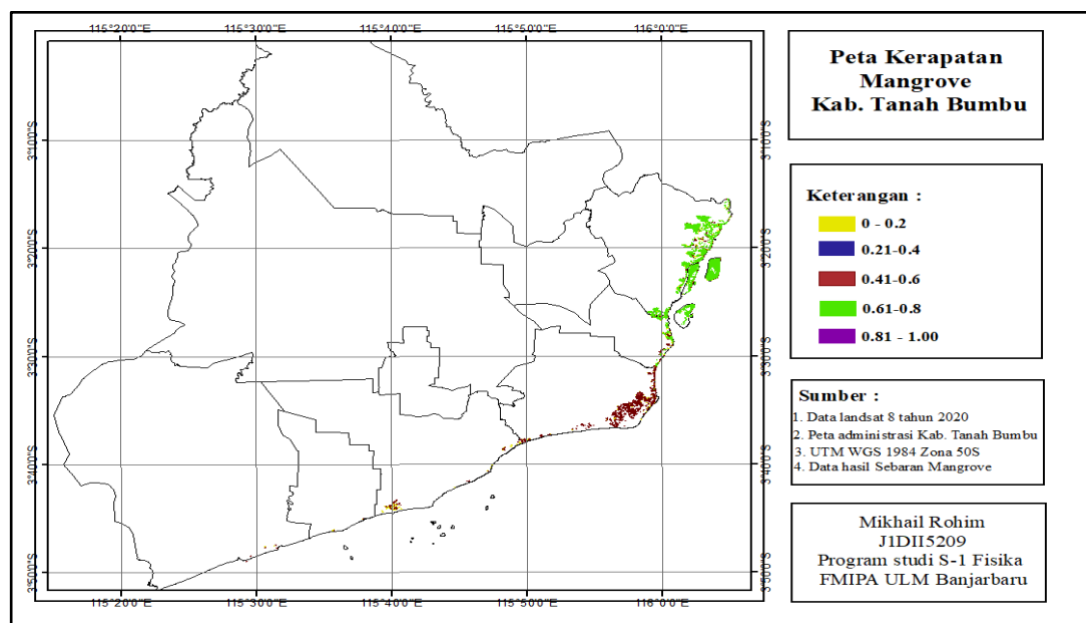 115°20'0"E 115°30'0"E 115°40'0"E 115°50'0"E 116°0'0"E
3°10'0"S 3°10'0"S
3°20'0"S 3°20'0"S
3°30'0"S 3°30'0"S
3°40'0"S 3°40'0"S
3°50'0"S 3°50'0"S
115°20'0"E 115°30'0"E 115°40'0"E 115°50'0"E 116°0'0"E
Peta Kerapatan
Mangrove
Kab. Tanah Bumbu
Keterangan :
0 - 0.2
0.21-0.4
0.41-0.6
0.61-0.8
0.81 - 1.00
Sumber :
1. Data landsat 8 tahun 2020
2. Peta administrasi Kab. Tanah Bumbu
3. UTM WGS 1984 Zona 50S
4. Data hasil Sebaran Mangrove
Mikhail Rohim
J1DII5209
Program studi S-1 Fisika
FMIPA ULM Banjarbaru